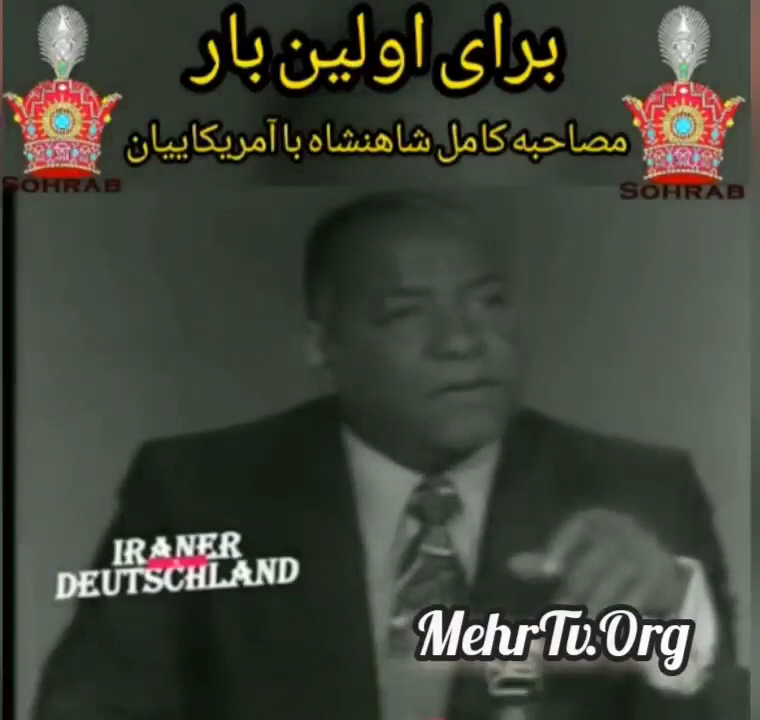 برای اولین بار
مصاحبه کامل شاهنشاه با آمریکاییان
SOHRAB
SOHRAB
IRANER
DEUTSCHLAND
MehrTv.Org